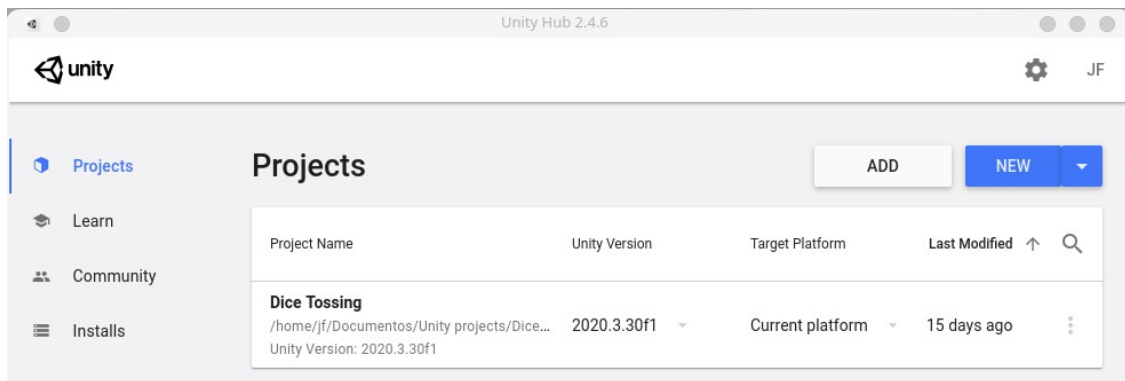 Unity Hub 2.4.6
unity
JF
Projects
Learn
Community
Installs
Projects
ADD
NEW
Project Name
Unity Version
Target Platform
Last Modified
Dice Tossing
/home/jf/Documentos/Unity projects/Dice...
Unity Version: 2020.3.30f1
2020.3.30f1
Current platform
15 days ago